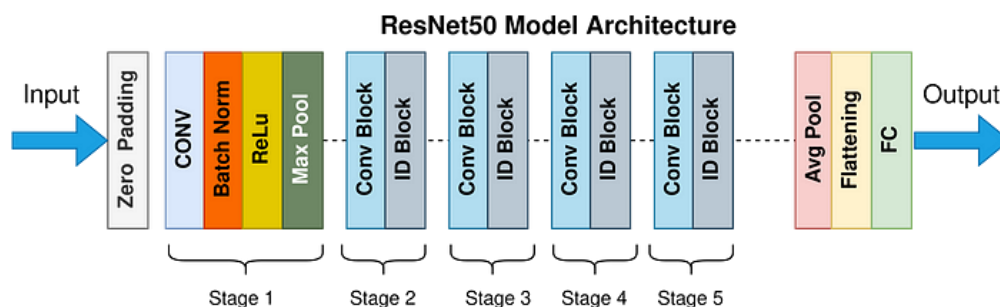 ResNet50 Model Architecture
Input
Zero Padding
CONV
Batch Norm
ReLu
Max Pool
Conv Block
ID Block
Conv Block
ID Block
Conv Block
ID Block
Conv Block
ID Block
Avg Pool
Flattening
FC
Output
Stage 1
Stage 2
Stage 3
Stage 4
Stage 5